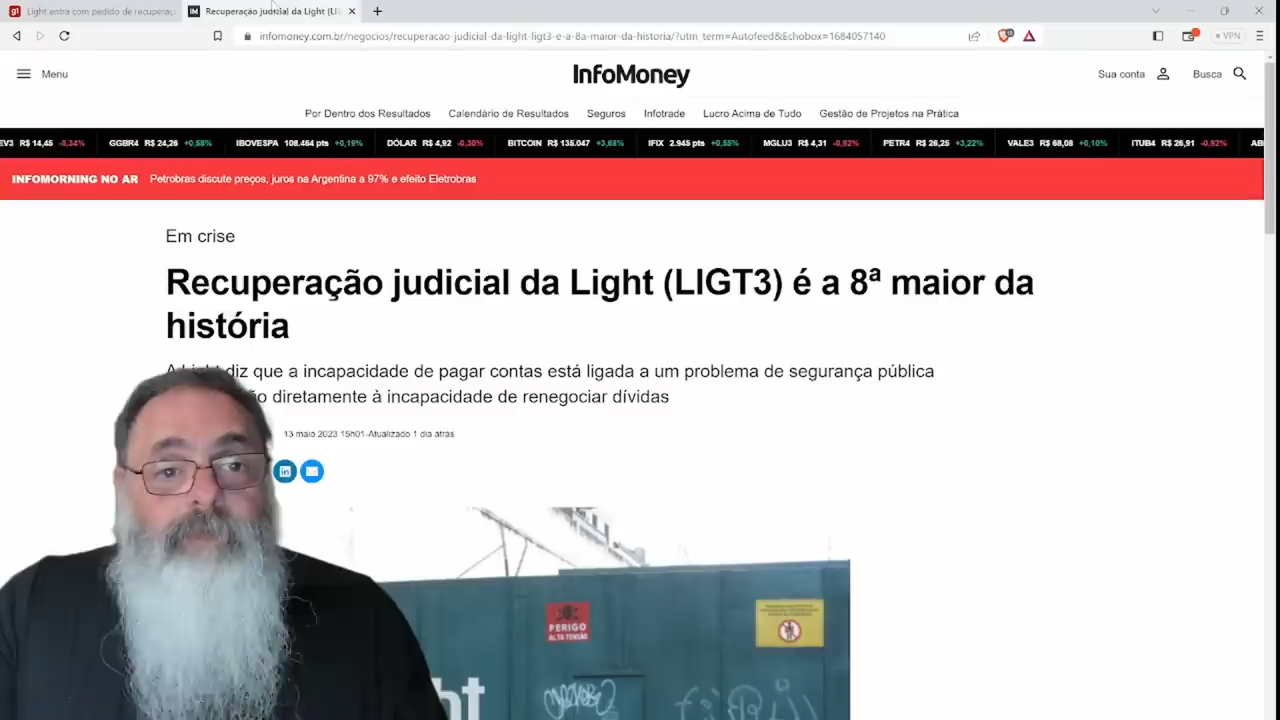 Light entra com pedido de recuperaç
Recuperação judicial da Light (LI
infomoney.com.br/negocios/recuperacao-judicial-da-light-ligt3-e-a-8a-maior-da-historia/?utm_term=Autofeed&Echobox=1684057140
VPN
Menu
InfoMoney
Sua conta
Busca
Por Dentro dos Resultados Calendário de Resultados Seguros Infotrade Lucro Acima de Tudo Gestão de Projetos na Prática
EV3 R$ 14,45 -0,34% GGBR4 R$ 24,26 +0,58% IBOVESPA 108.464 pts +0,19% DÓLAR R$ 4,92 -0,30% BITCOIN R$ 135.047 +3,68% IFIX 2.945 pts +0,55% MGLU3 R$ 4,31 -0,92% PETR4 R$ 26,25 +3,22% VALE3 R$ 68,08 +0,10% ITUB4 R$ 26,91 -0,92% AB
INFOMORNING NO AR Petrobras discute preços, juros na Argentina a 97% e efeito Eletrobras
Em crise
Recuperação judicial da Light (LIGT3) é a 8ª maior da
história
A Light diz que a incapacidade de pagar contas está ligada a um problema de segurança pública
diretamente à incapacidade de renegociar dívidas
13 maio 2023 15h01-Atualizado 1 dia atrás
PERIGO
ALTA TENSÃO
ht